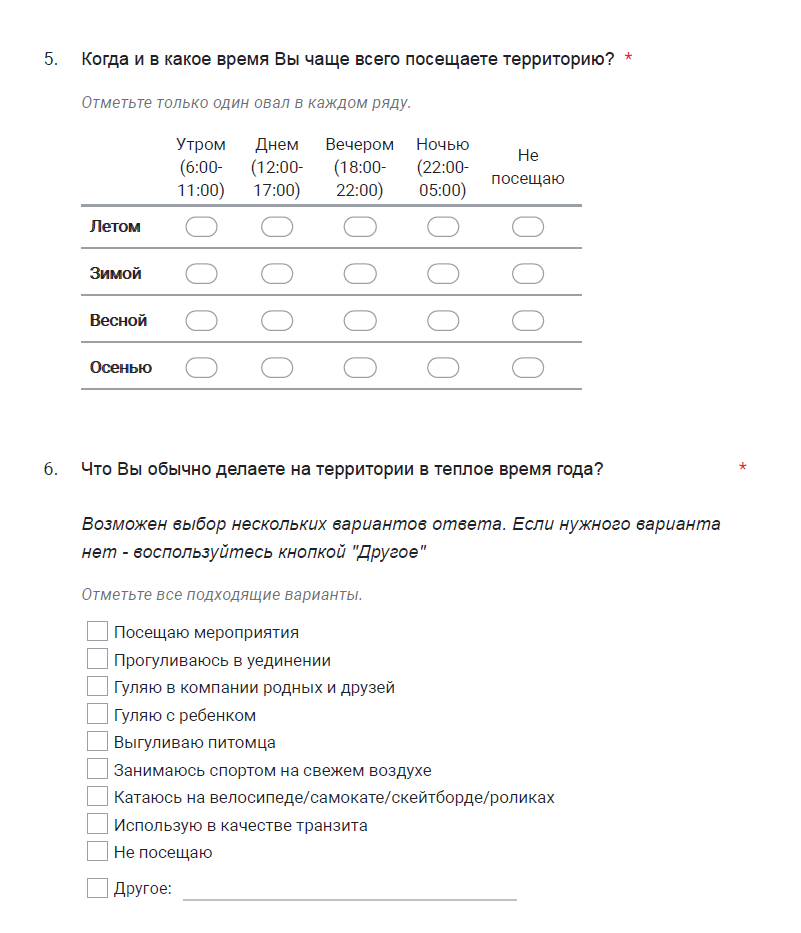 5. Когда и в какое время Вы чаще всего посещаете территорию? *
Отметьте только один овал в каждом ряду.
Утром (6:00-11:00) Днем (12:00-17:00) Вечером (18:00-22:00) Ночью (22:00-05:00) Не посещаю
Летом
Зимой
Весной
Осенью
6. Что Вы обычно делаете на территории в теплое время года? *
Возможен выбор нескольких вариантов ответа. Если нужного варианта
нет - воспользуйтесь кнопкой "Другое"
Отметьте все подходящие варианты.
Посещаю мероприятия
Прогуливаюсь в уединении
Гуляю в компании родных и друзей
Гуляю с ребенком
Выгуливаю питомца
Занимаюсь спортом на свежем воздухе
Катаюсь на велосипеде/самокате/скейтборде/роликах
Использую в качестве транзита
Не посещаю
Другое: